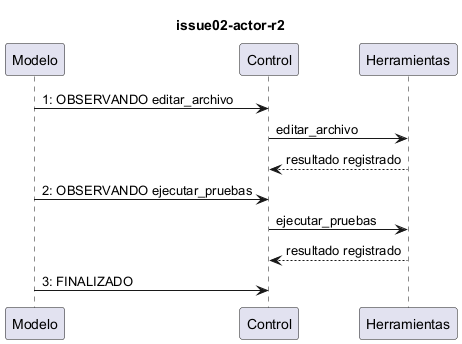 issue02-actor-r2
Modelo Control Herramientas
1: OBSERVANDO editar_archivo
editar_archivo
resultado registrado
2: OBSERVANDO ejecutar_pruebas
ejecutar_pruebas
resultado registrado
3: FINALIZADO
Modelo Control Herramientas